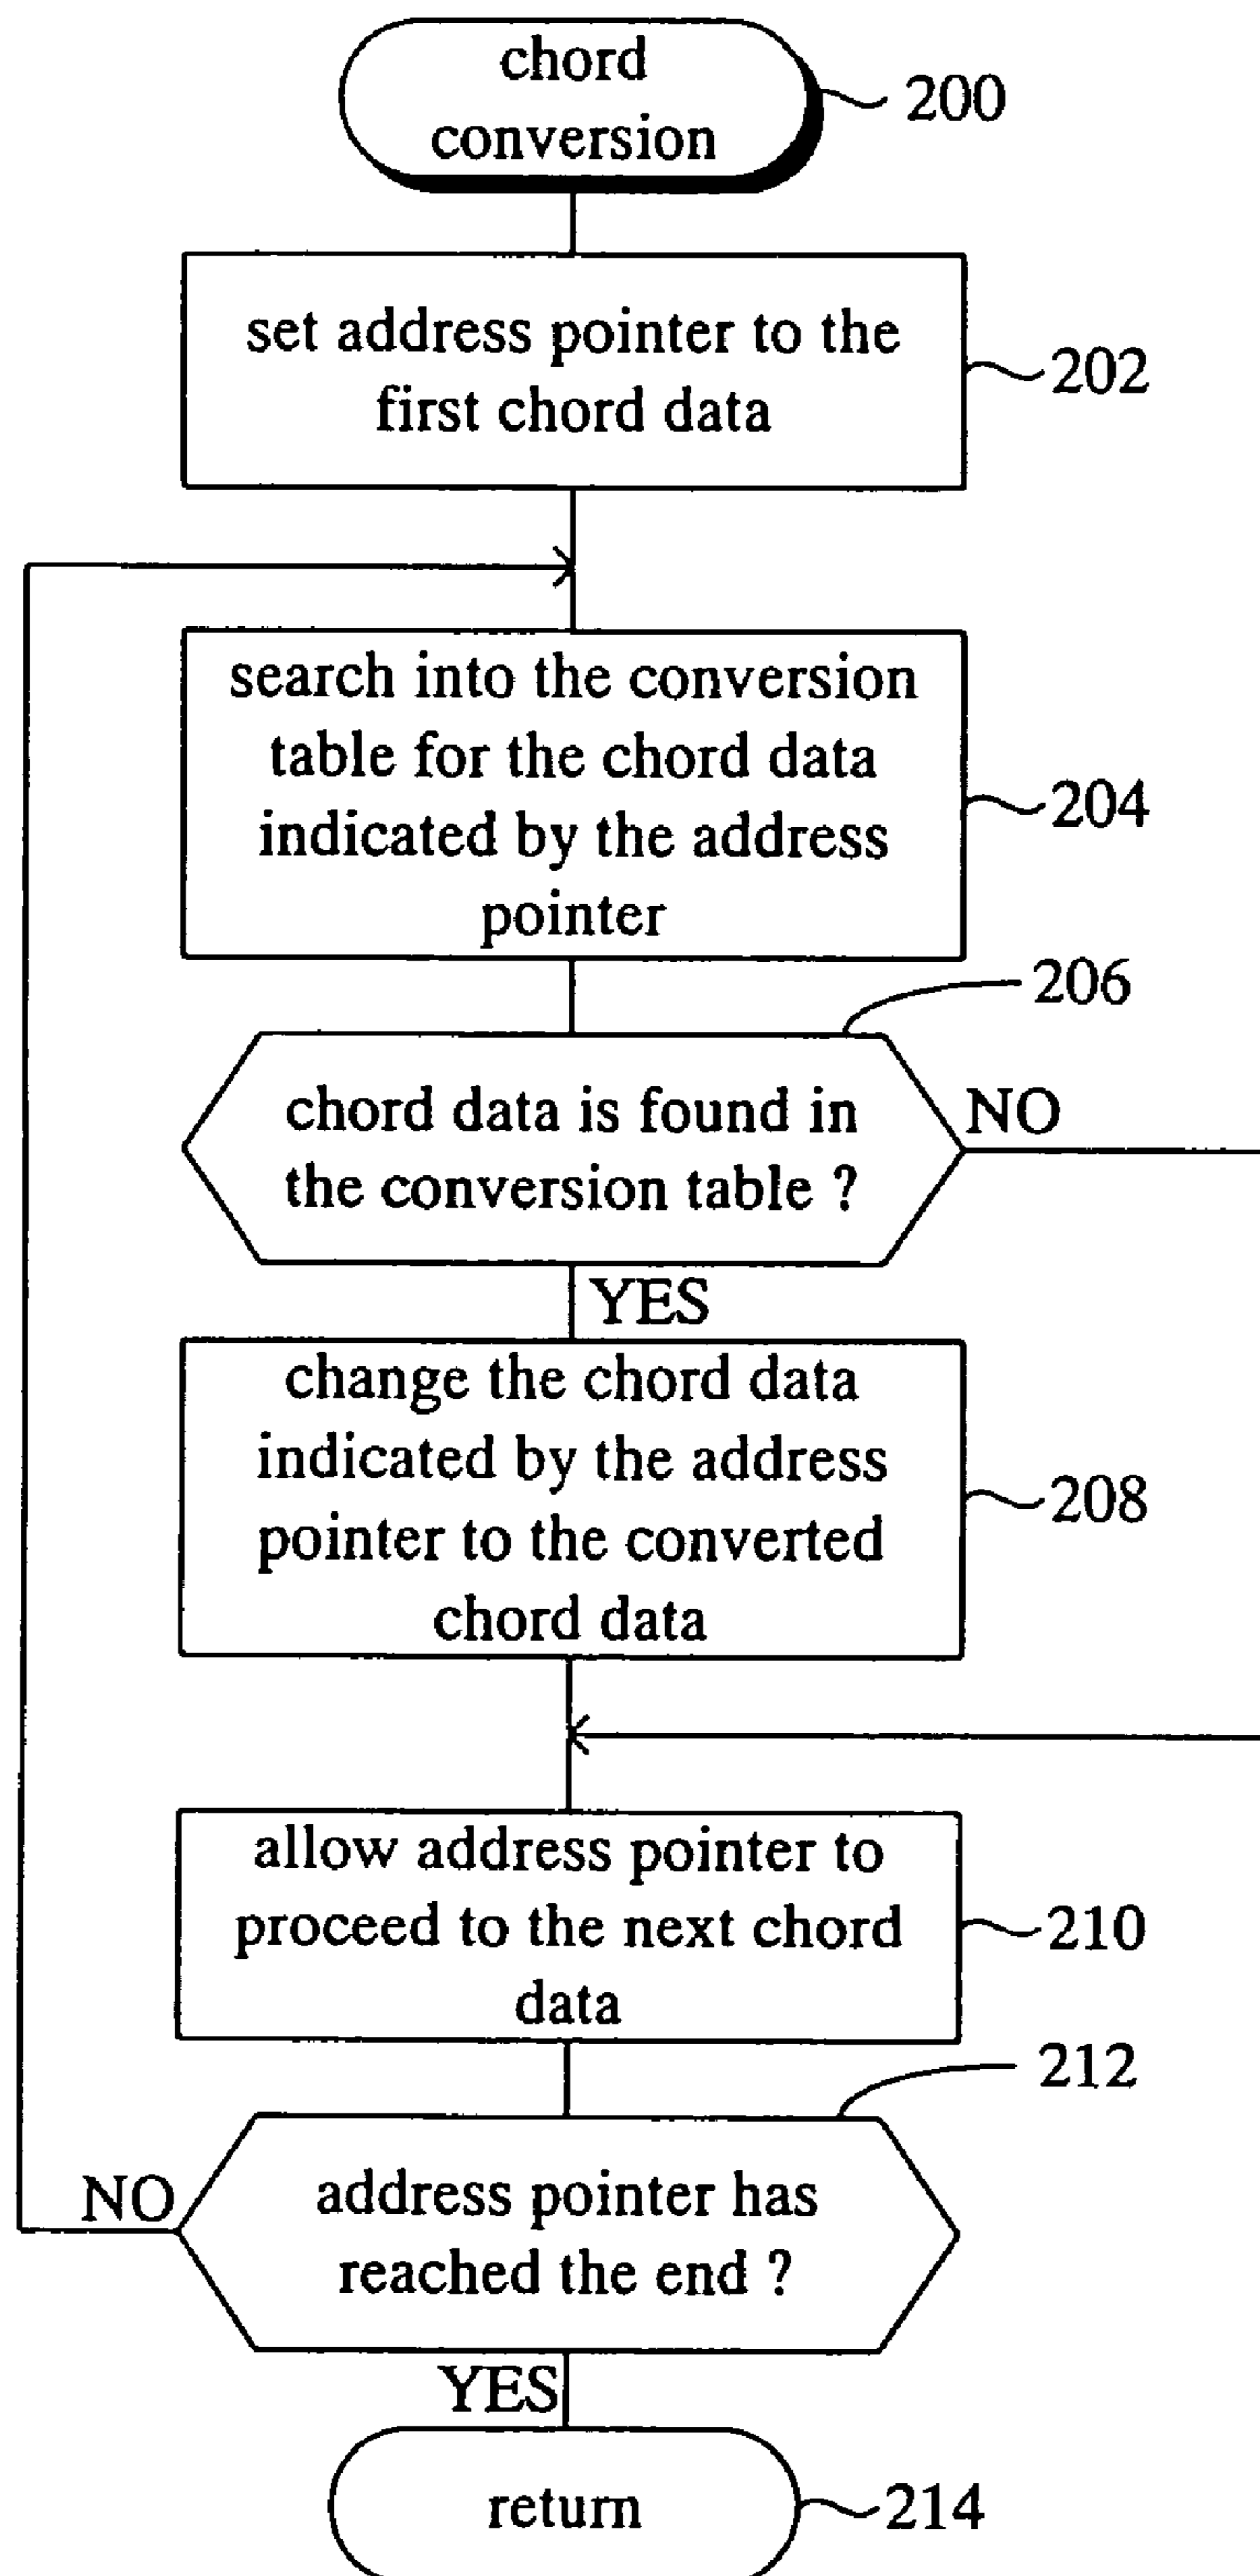 chord
conversion
200
set address pointer to the
first chord data
202
search into the conversion
table for the chord data
indicated by the address
pointer
204
206
chord data is found in
the conversion table ?
NO
YES
change the chord data
indicated by the address
pointer to the converted
chord data
208
allow address pointer to
proceed to the next chord
data
210
212
address pointer has
reached the end ?
NO
YES
return
214